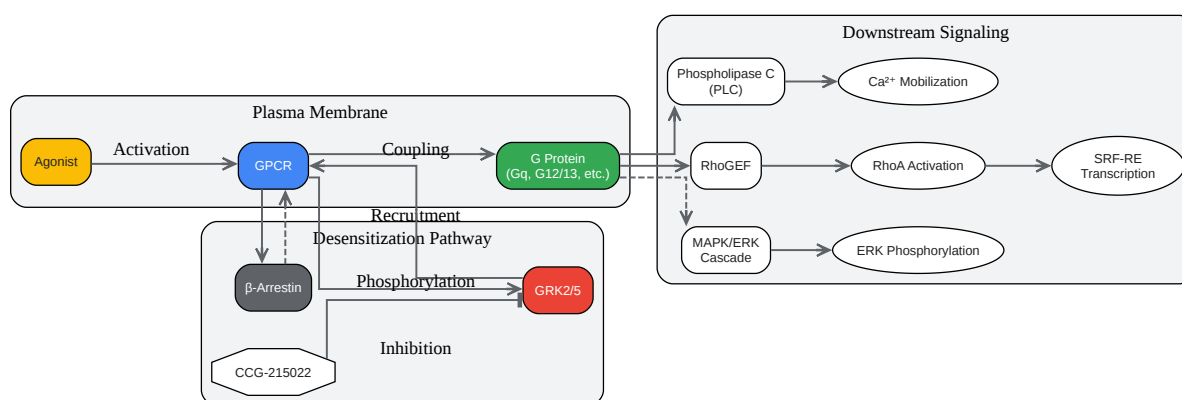 Downstream Signaling
Phospholipase C
(PLC)
Ca²⁺ Mobilization
Plasma Membrane
Agonist
Activation
GPCR
Coupling
G Protein
(Gq, G12/13, etc.)
RhoGEF
RhoA Activation
SRF-RE
Transcription
Recruitment
Desensitization Pathway
MAPK/ERK
Cascade
ERK Phosphorylation
β-Arrestin
Phosphorylation
GRK2/5
Inhibition
CCG-215022